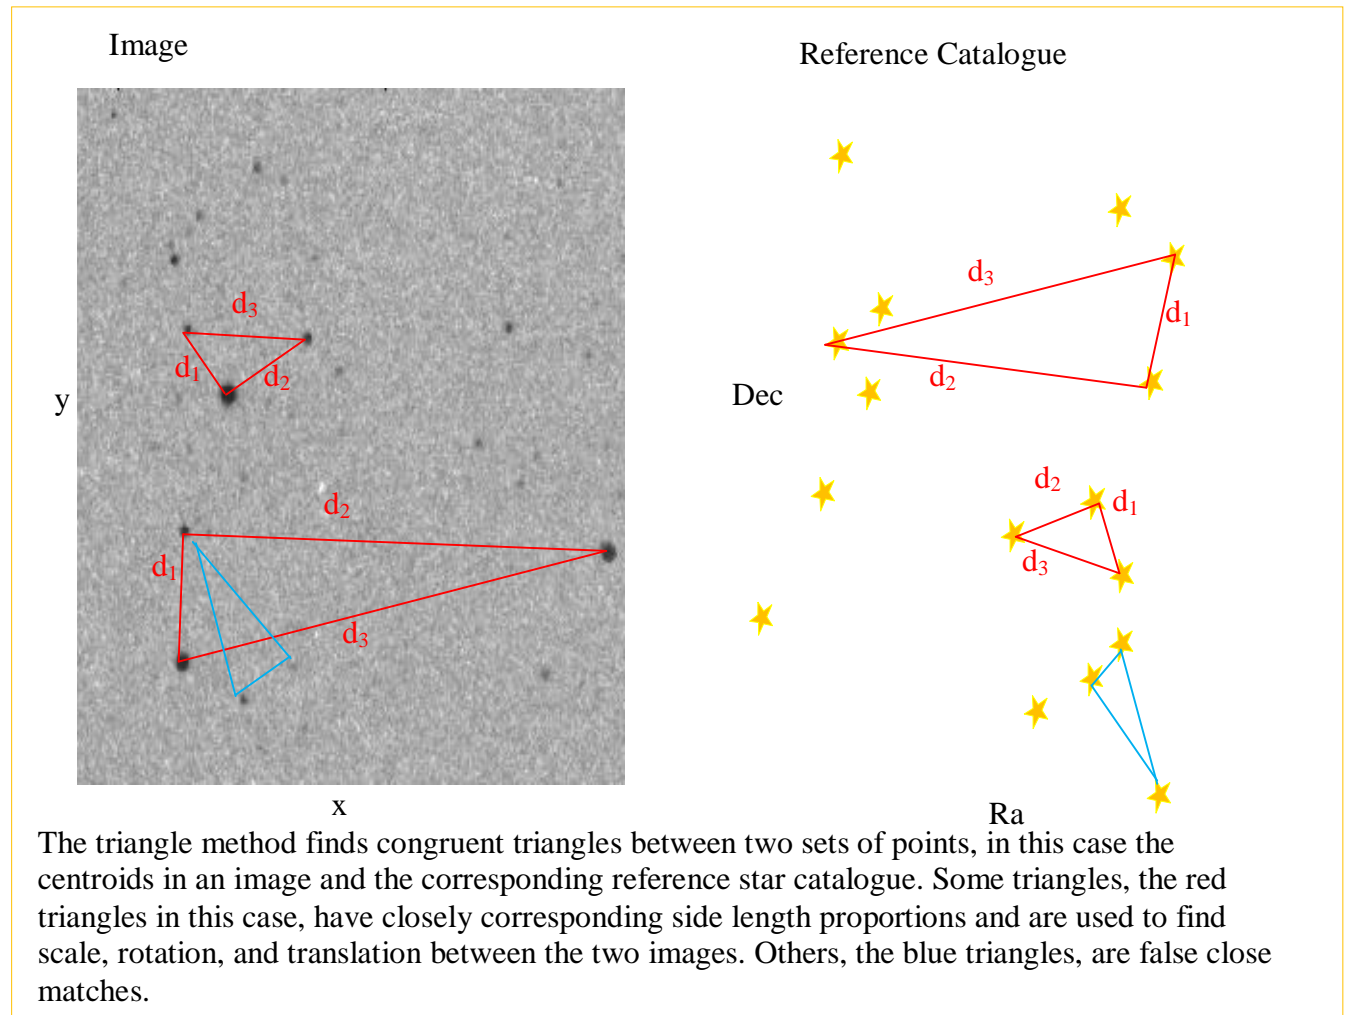 Image
Reference Catalogue
d₃
d₁
d₂
y
d₂
d₁
d₃
x
d₃
d₁
d₂
Dec
d₂
d₁
d₃
Ra
The triangle method finds congruent triangles between two sets of points, in this case the
centroids in an image and the corresponding reference star catalogue. Some triangles, the red
triangles in this case, have closely corresponding side length proportions and are used to find
scale, rotation, and translation between the two images. Others, the blue triangles, are false close
matches.